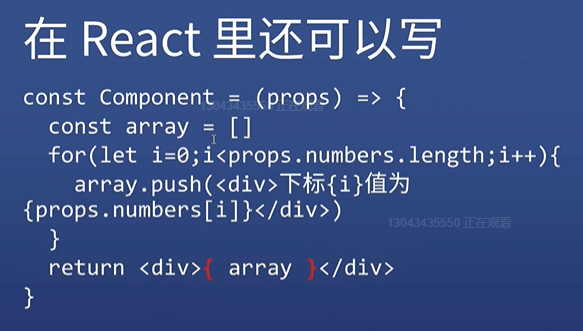 在 React 里还可以写
const Component = (props) => {
  const array = []
  for(let i=0;i<props.numbers.length;i++){
    array.push(<div>下标{i}值为
{props.numbers[i]}</div>)
  }
  return <div>{ array }</div>
}
13043435550 正在观看
13043435550 正在观看